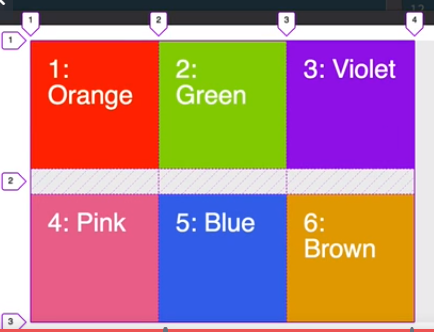 12
1 2 3 4
1
1: Orange
2: Green
3: Violet
2
4: Pink
5: Blue
6: Brown
3